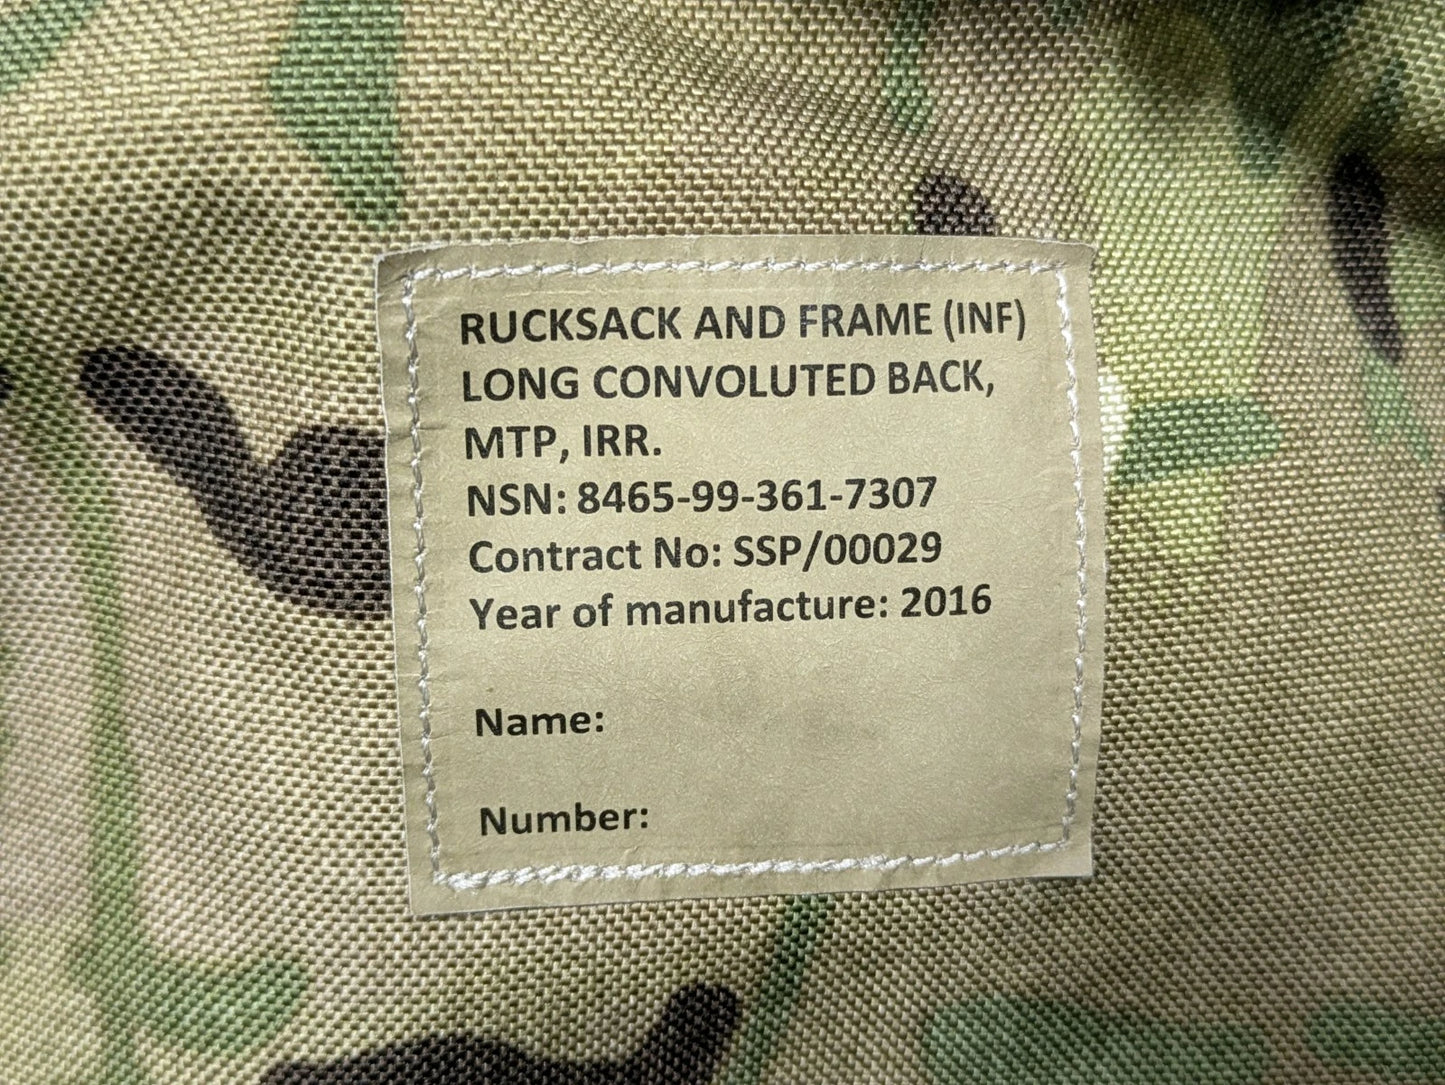 RUCKSACK AND FRAME (INF)
LONG CONVOLUTED BACK,
MTP, IRR.
NSN: 8465-99-361-7307
Contract No: SSP/00029
Year of manufacture: 2016
Name:
Number: